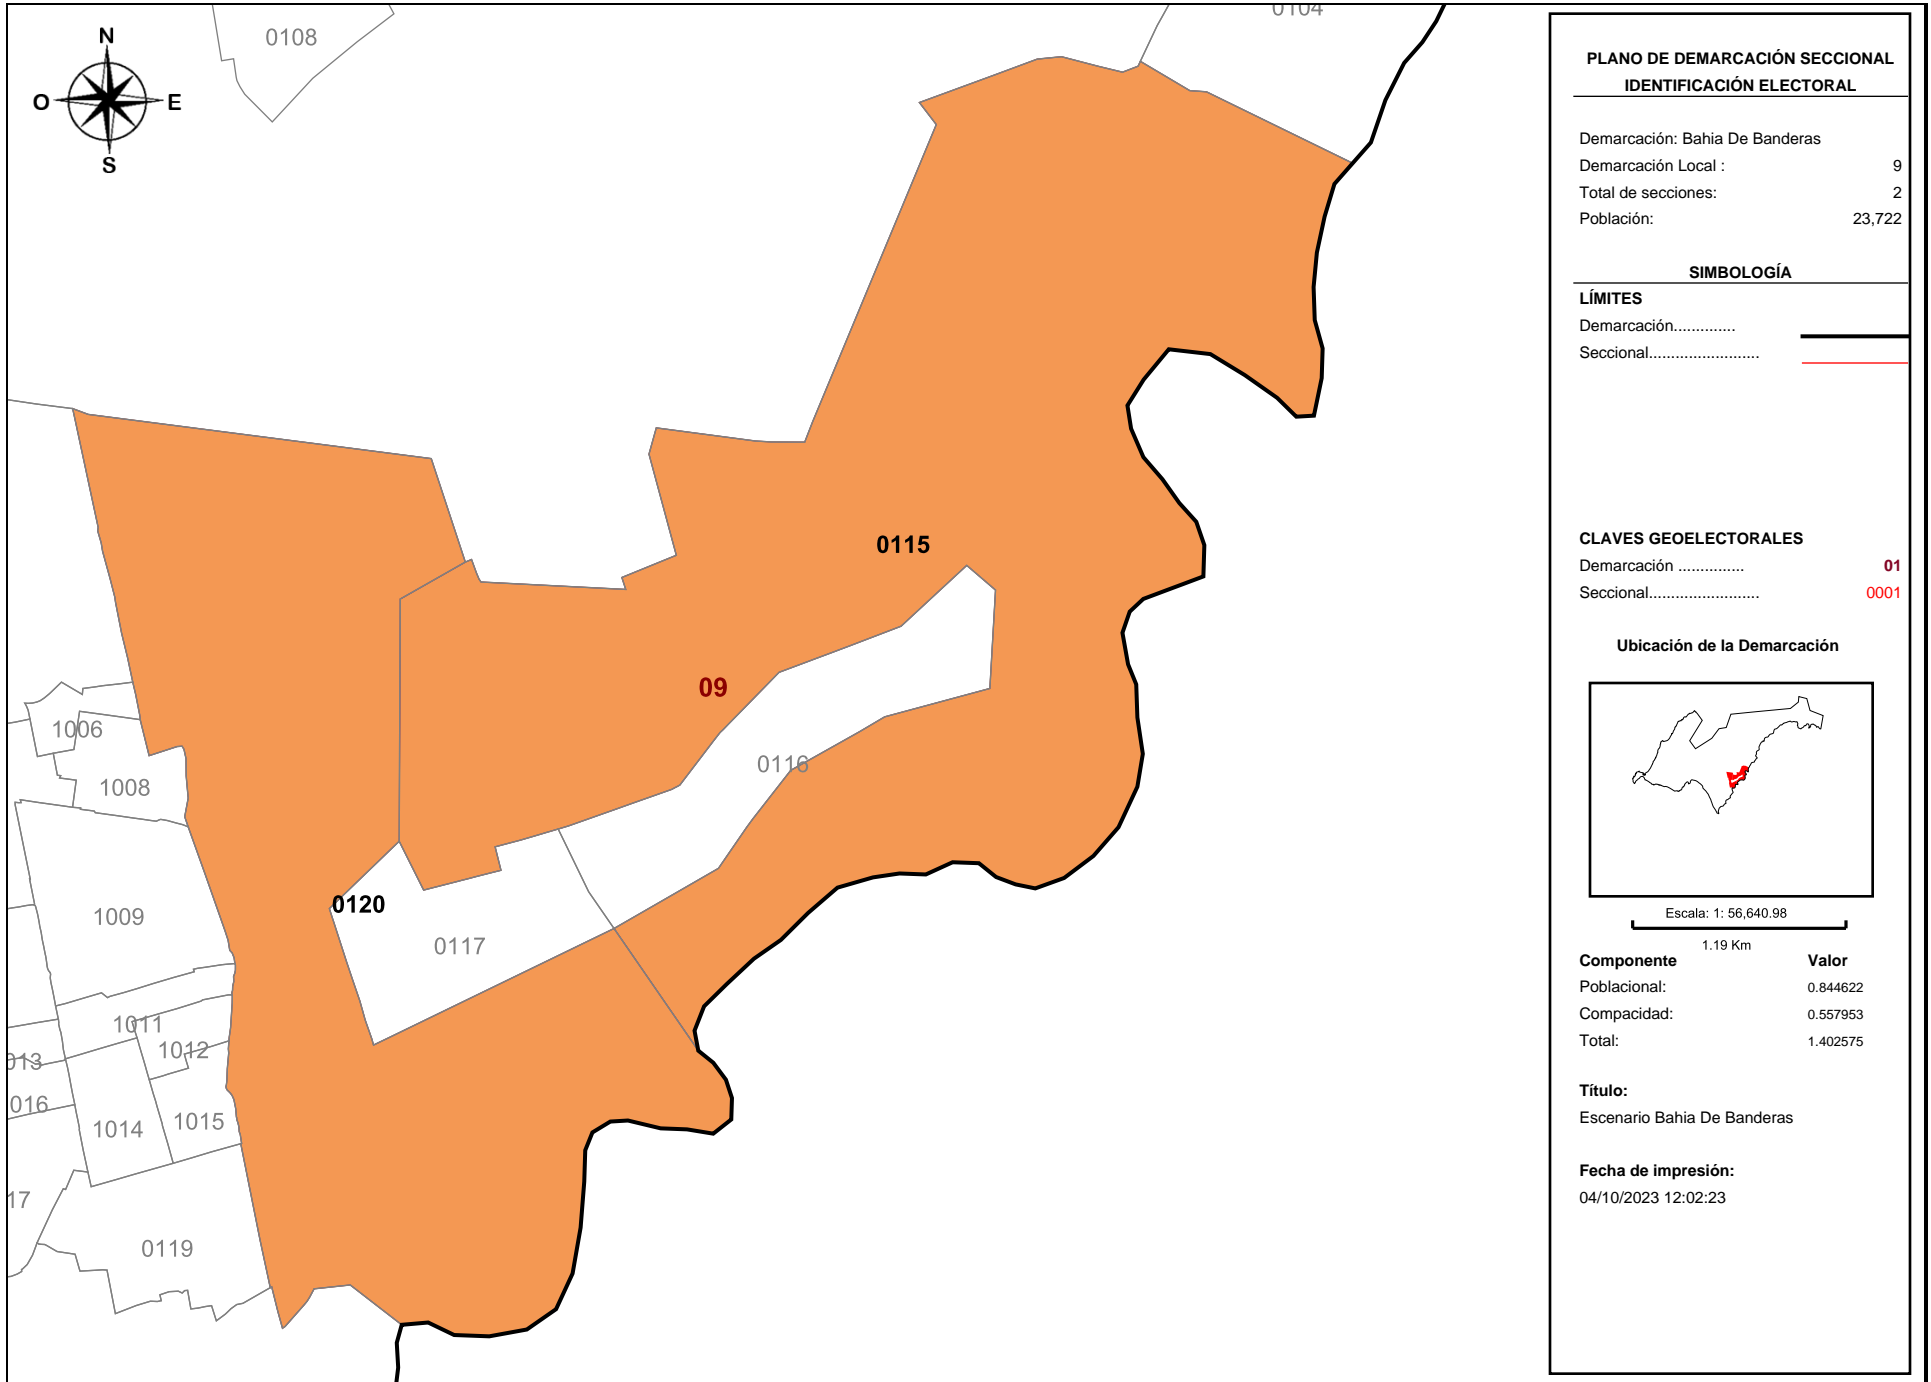 N
O
E
S
0108
0104
0115
09
0116
1006
1008
1009
0120
0117
1011
1012
013
016
1014
1015
17
0119
PLANO DE DEMARCACIÓN SECCIONAL
IDENTIFICACIÓN ELECTORAL
Demarcación: Bahia De Banderas
Demarcación Local : 9
Total de secciones: 2
Población: 23,722
SIMBOLOGÍA
LÍMITES
Demarcación..............
Seccional.........................
CLAVES GEOELECTORALES
Demarcación ............... 01
Seccional......................... 0001
Ubicación de la Demarcación
Escala: 1: 56,640.98
1.19 Km
Componente Valor
Poblacional: 0.844622
Compacidad: 0.557953
Total: 1.402575
Título:
Escenario Bahia De Banderas
Fecha de impresión:
04/10/2023 12:02:23